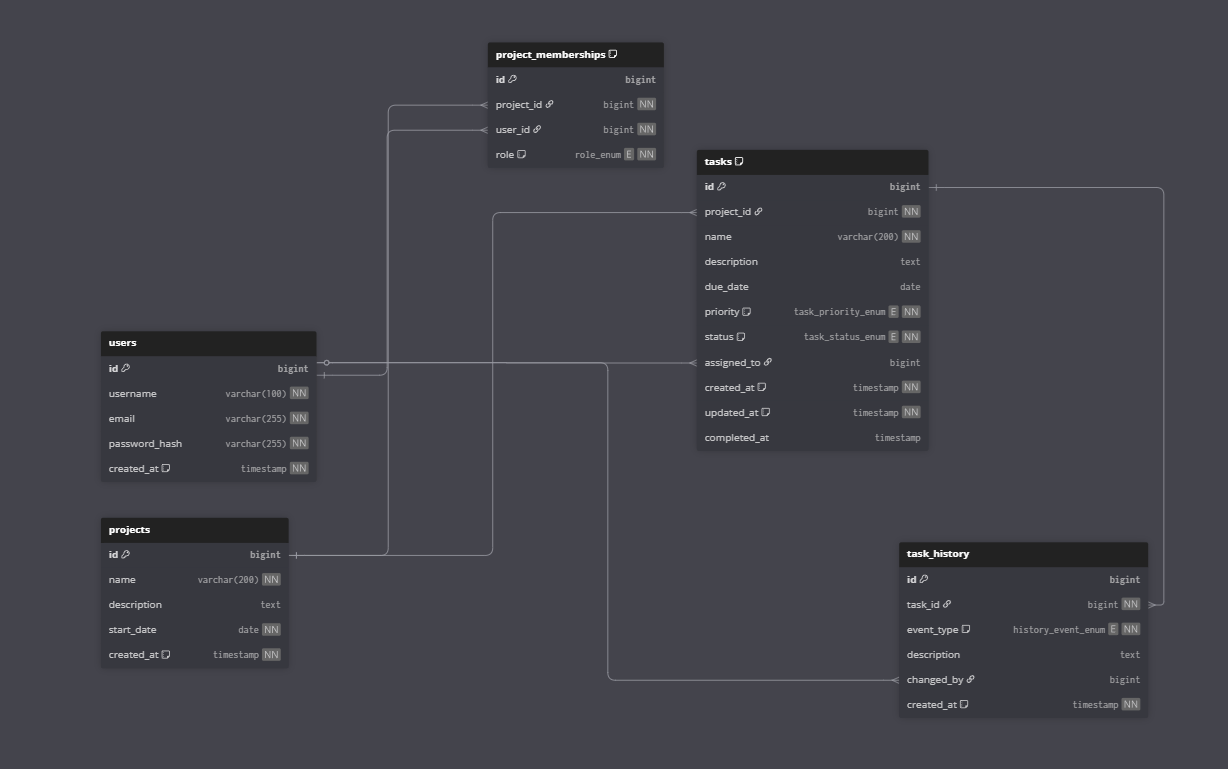 project_memberships
id bigint
project_id bigint NN
user_id bigint NN
role role_enum E NN
tasks
id bigint
project_id bigint NN
name varchar(200) NN
description text
due_date date
priority task_priority_enum E NN
status task_status_enum E NN
assigned_to bigint
created_at timestamp NN
updated_at timestamp NN
completed_at timestamp
users
id bigint
username varchar(100) NN
email varchar(255) NN
password_hash varchar(255) NN
created_at timestamp NN
projects
id bigint
name varchar(200) NN
description text
start_date date NN
created_at timestamp NN
task_history
id bigint
task_id bigint NN
event_type history_event_enum E NN
description text
changed_by bigint
created_at timestamp NN